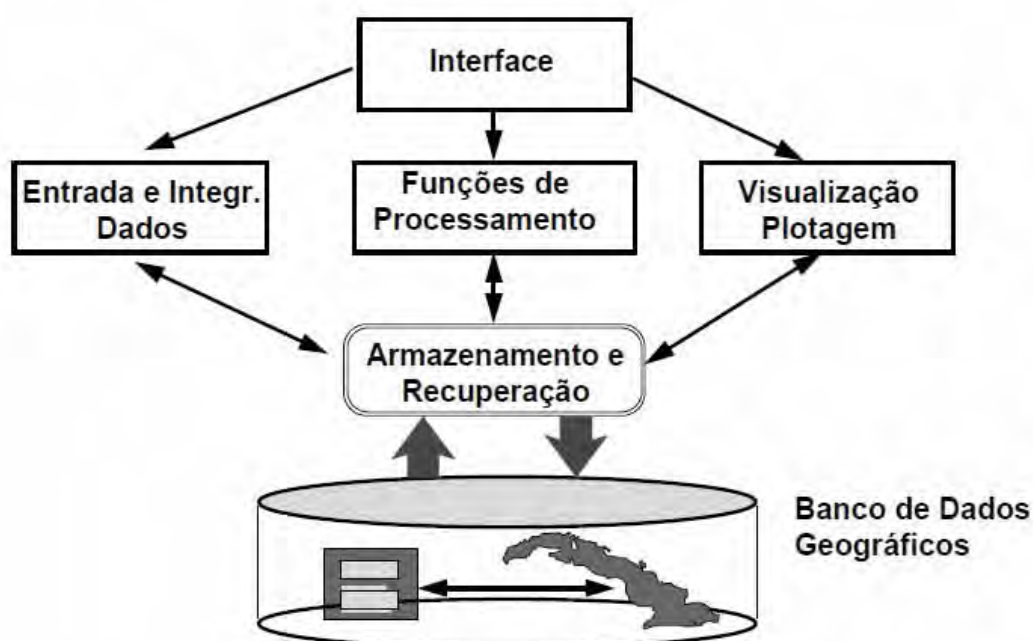 Interface
Entrada e Integr.
Dados
Funções de
Processamento
Visualização
Plotagem
Armazenamento e
Recuperação
Banco de Dados
Geográficos